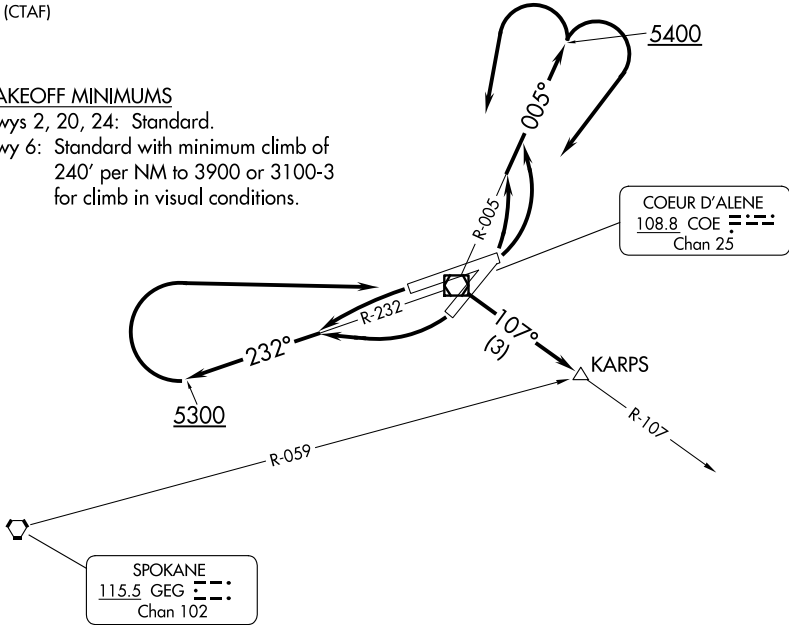 (CTAF)
5400
AKEOFF MINIMUMS
wys 2, 20, 24: Standard.
wy 6: Standard with minimum climb of
240' per NM to 3900 or 3100-3
for climb in visual conditions.
005°
R-005
COEUR D'ALENE
108.8 COE
Chan 25
R-232
232°
107°
(3)
KARPS
5300
R-107
R-059
SPOKANE
115.5 GEG
Chan 102